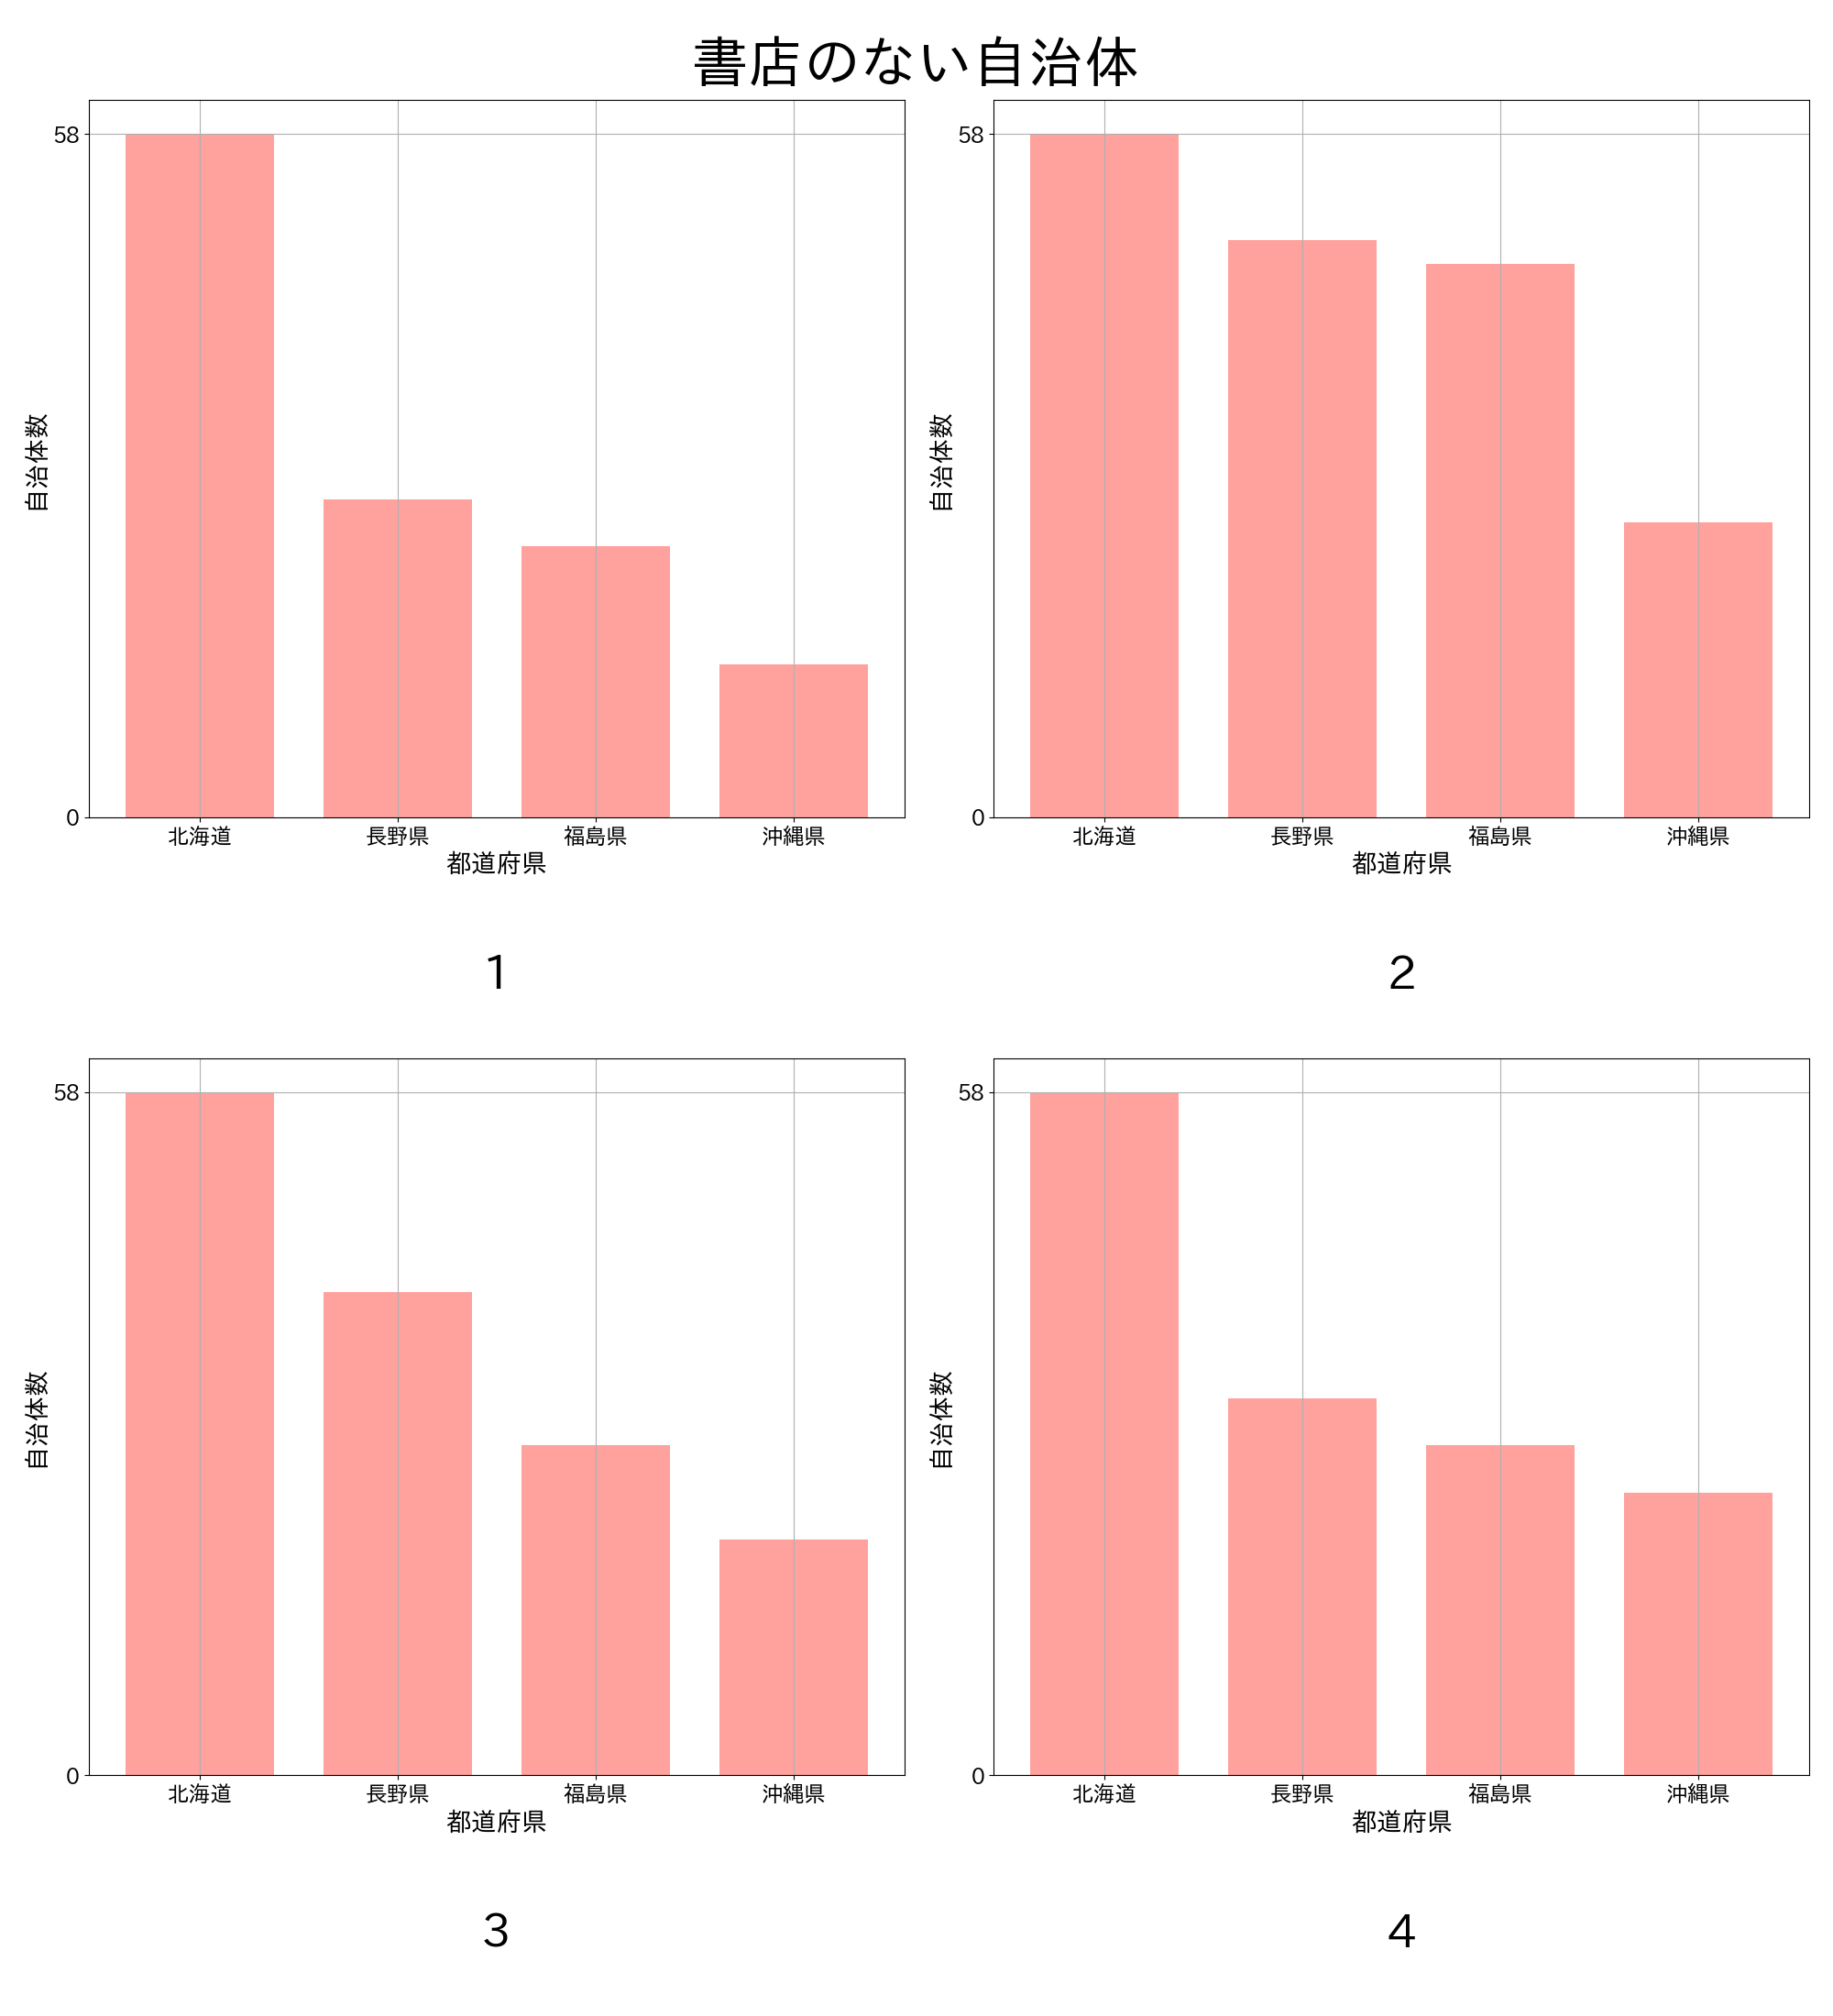 書店のない自治体
58
0
自治体数
北海道 長野県 福島県 沖縄県
都道府県
1
58
0
自治体数
北海道 長野県 福島県 沖縄県
都道府県
2
58
0
自治体数
北海道 長野県 福島県 沖縄県
都道府県
3
58
0
自治体数
北海道 長野県 福島県 沖縄県
都道府県
4